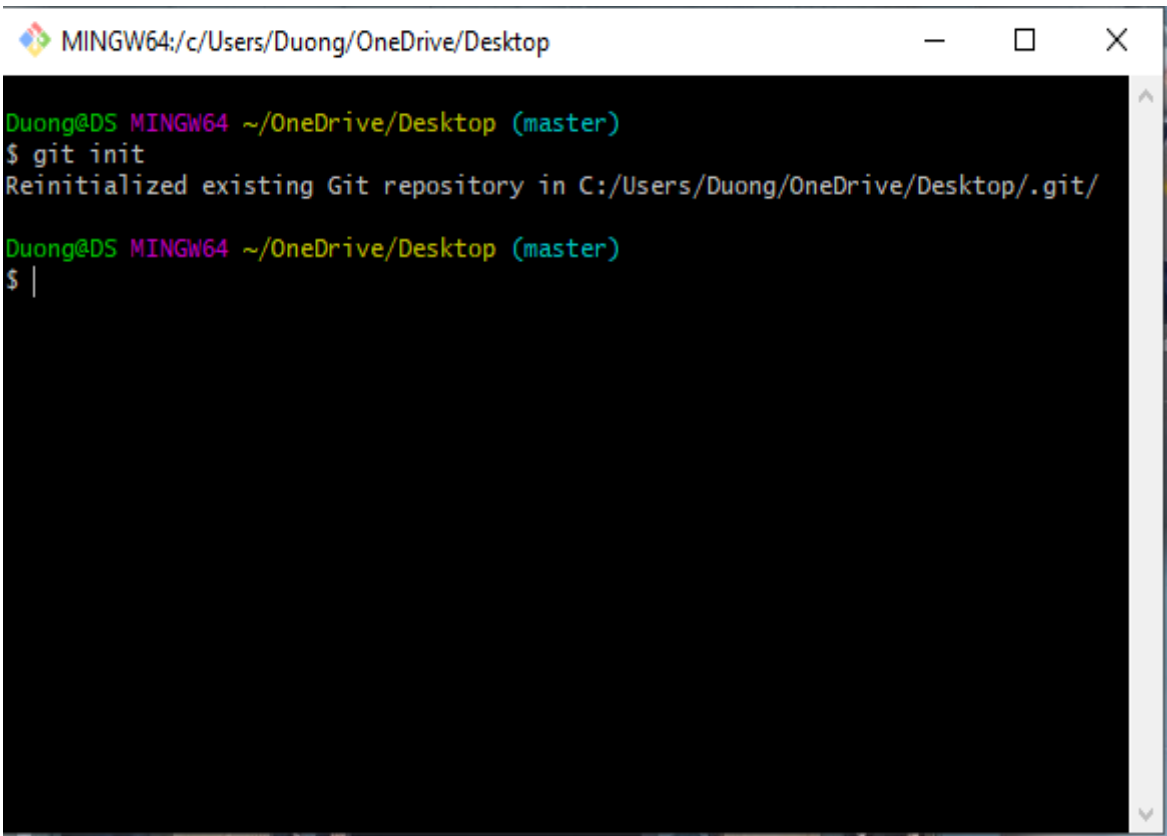 MINGW64:/c/Users/Duong/OneDrive/Desktop
Duong@DS MINGW64 ~/OneDrive/Desktop (master)
$ git init
Reinitialized existing Git repository in C:/Users/Duong/OneDrive/Desktop/.git/
Duong@DS MINGW64 ~/OneDrive/Desktop (master)
$